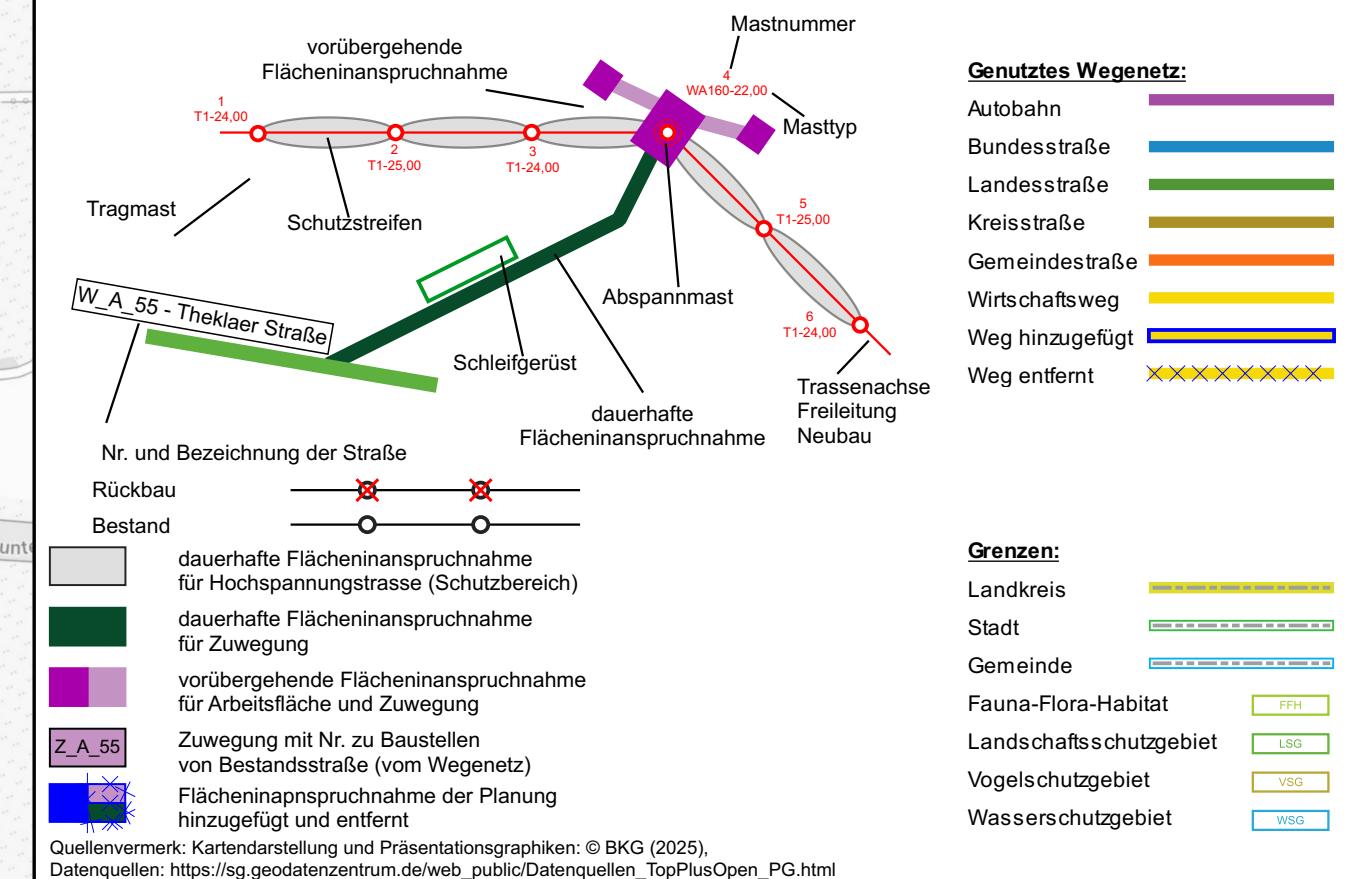 Mastnummer
vorübergehende
Flächeninanspruchnahme
4
WA160-22,00
Masttyp
1
T1-24,00
2
T1-25,00
3
T1-24,00
5
T1-25,00
6
T1-24,00
Tragmast
Schutzstreifen
Abspannmast
W_A_55 - Theklaer Straße
Schleifgerüst
dauerhafte
Flächeninanspruchnahme
Trassenachse
Freileitung
Neubau
Nr. und Bezeichnung der Straße
Rückbau
Bestand
dauerhafte Flächeninanspruchnahme
für Hochspannungstrasse (Schutzbereich)
dauerhafte Flächeninanspruchnahme
für Zuwegung
vorübergehende Flächeninanspruchnahme
für Arbeitsfläche und Zuwegung
Z_A_55
Zuwegung mit Nr. zu Baustellen
von Bestandsstraße (vom Wegenetz)
Flächeninapnspruchnahme der Planung
hinzugefügt und entfernt
Quellenvermerk: Kartendarstellung und Präsentationsgraphiken: © BKG (2025),
Datenquellen: https://sg.geodatenzentrum.de/web_public/Datenquellen_TopPlusOpen_PG.html
Genutztes Wegenetz:
Autobahn
Bundesstraße
Landesstraße
Kreisstraße
Gemeindestraße
Wirtschaftsweg
Weg hinzugefügt
Weg entfernt
Grenzen:
Landkreis
Stadt
Gemeinde
Fauna-Flora-Habitat FFH
Landschaftsschutzgebiet LSG
Vogelschutzgebiet VSG
Wasserschutzgebiet WSG